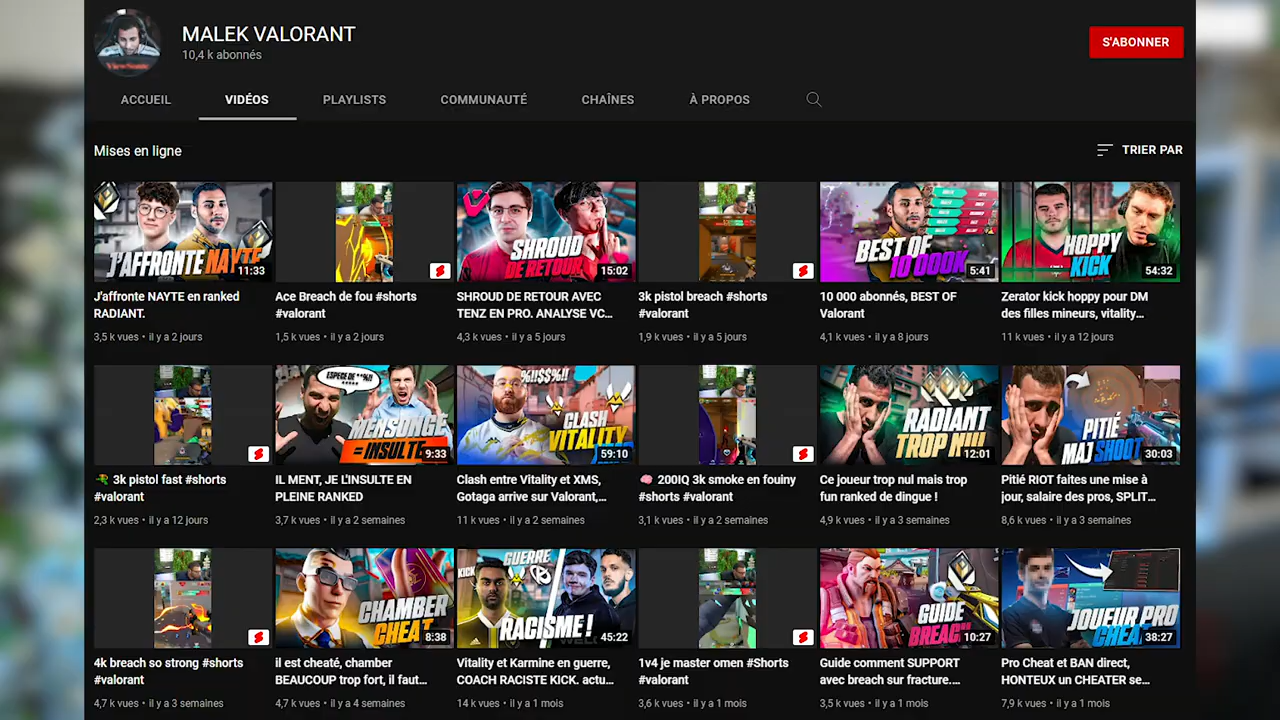 MALEK VALORANT
10,4 k abonnés
S'ABONNER
ACCUEIL
VIDÉOS
PLAYLISTS
COMMUNAUTÉ
CHAÎNES
À PROPOS
Mises en ligne
TRIER PAR
J'AFFRONTE NAYTE
11:33
SHROUD
DE RETOUR
15:02
BEST OF
10 000K
5:41
HOPPY
KICK
54:32
J'affronte NAYTE en ranked
RADIANT.
3,5 k vues • il y a 2 jours
Ace Breach de fou #shorts
#valorant
1,5 k vues • il y a 2 jours
SHROUD DE RETOUR AVEC
TENZ EN PRO. ANALYSE VC...
4,3 k vues • il y a 5 jours
3k pistol breach #shorts
#valorant
1,9 k vues • il y a 5 jours
10 000 abonnés, BEST OF
Valorant
4,1 k vues • il y a 8 jours
Zerator kick hoppy pour DM
des filles mineurs, vitality...
11 k vues • il y a 12 jours
MENSONGE
= INSULTE
9:33
%!!$$%!!
CLASH
VITALITY
59:10
RADIANT
TROP N
12:01
PITIÉ
MAJ SHOOT
30:03
3k pistol fast #shorts
#valorant
2,3 k vues • il y a 12 jours
IL MENT, JE L'INSULTE EN
PLEINE RANKED
3,7 k vues • il y a 2 semaines
Clash entre Vitality et XMS,
Gotaga arrive sur Valorant,...
11 k vues • il y a 2 semaines
🧠 200IQ 3k smoke en fouiny
#shorts #valorant
3,1 k vues • il y a 2 semaines
Ce joueur trop nul mais trop
fun ranked de dingue !
4,9 k vues • il y a 3 semaines
Pitié RIOT faites une mise à
jour, salaire des pros, SPLIT...
8,6 k vues • il y a 3 semaines
CHAMBER
CHEAT
8:38
GUERRE
KICK
RACISME !
45:22
GUIDE
BREACH
10:27
JOUEUR PRO
CHEAT
38:27
4k breach so strong #shorts
#valorant
4,7 k vues • il y a 3 semaines
il est cheaté, chamber
BEAUCOUP trop fort, il faut...
4,7 k vues • il y a 4 semaines
Vitality et Karmine en guerre,
COACH RACISTE KICK. actu...
14 k vues • il y a 1 mois
1v4 je master omen #Shorts
#valorant
3,6 k vues • il y a 1 mois
Guide comment SUPPORT
avec breach sur fracture....
3,5 k vues • il y a 1 mois
Pro Cheat et BAN direct,
HONTEUX un CHEATER se...
7,9 k vues • il y a 1 mois